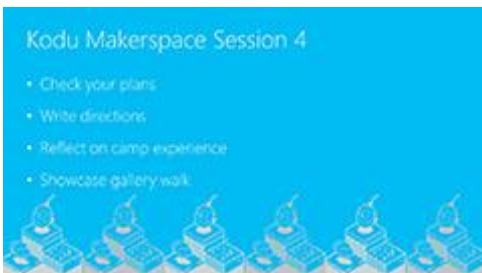 Kodu Makerspace Session 4
• Check your plans
• Write directions
• Reflect on camp experience
• Showcase gallery walk